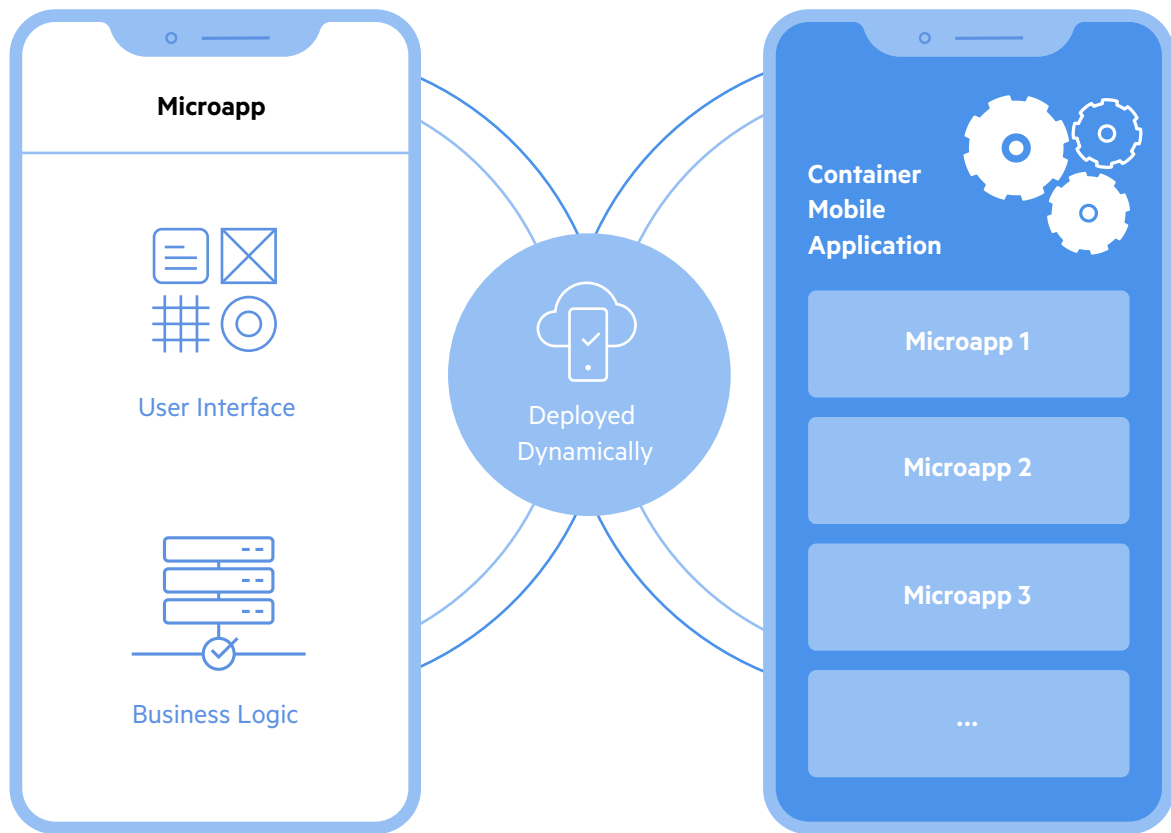 Microapp
User Interface
Business Logic
Deployed
Dynamically
Container
Mobile
Application
Microapp 1
Microapp 2
Microapp 3
...